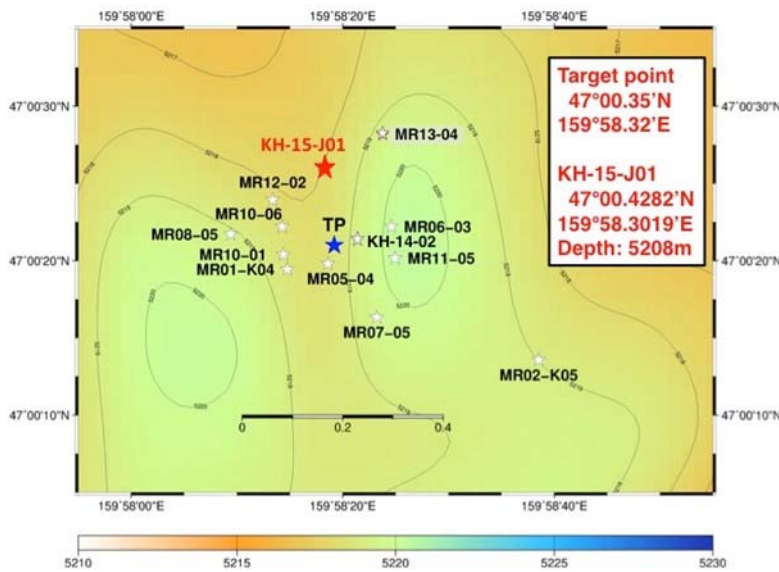 159˚58'00"E 159˚58'20"E 159˚58'40"E
Target point
47°00.35'N
159°58.32'E
KH-15-J01
47°00.4282'N
159°58.3019'E
Depth: 5208m
47˚00'30"N 47˚00'30"N
MR13-04
KH-15-J01
MR12-02
MR10-06
TP
MR06-03
MR08-05
KH-14-02
MR10-01
MR11-05
47˚00'20"N 47˚00'20"N
MR01-K04
MR05-04
MR07-05
MR02-K05
47˚00'10"N 47˚00'10"N
0 0.2 0.4
159˚58'00"E 159˚58'20"E 159˚58'40"E
5210 5215 5220 5225 5230